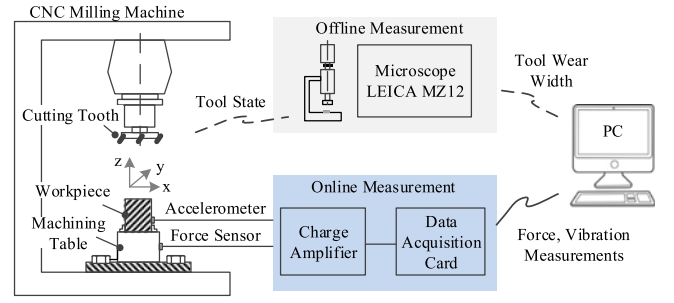 CNC Milling Machine
Offline Measurement
Microscope
LEICA MZ12
Tool Wear
Width
Tool State
Cutting Tooth
PC
z
y
x
Workpiece
Accelerometer
Machining
Table
Force Sensor
Online Measurement
Charge
Amplifier
Data
Acquisition
Card
Force, Vibration
Measurements